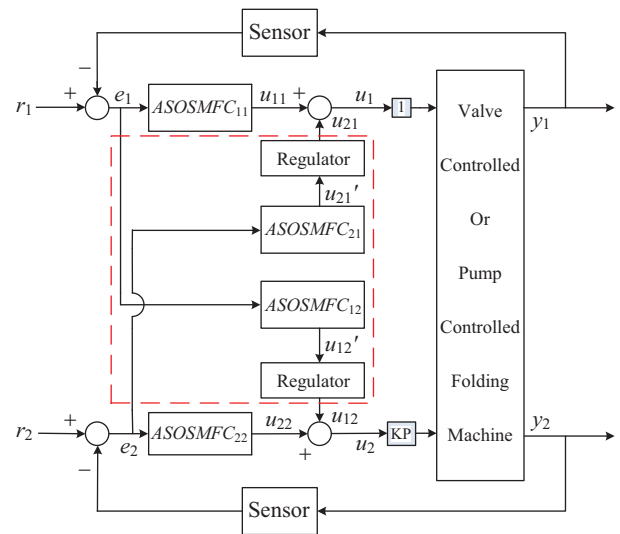 Sensor
−
r1 + e1 ASOSMFC11 u11 + u1 1 Valve y1
u21
Regulator
Controlled
u21′
ASOSMFC21
Or
Pump
ASOSMFC12
u12′
Controlled
Regulator
Folding
u12
r2 + e2 ASOSMFC22 u22 + u2 KP Machine y2
−
Sensor